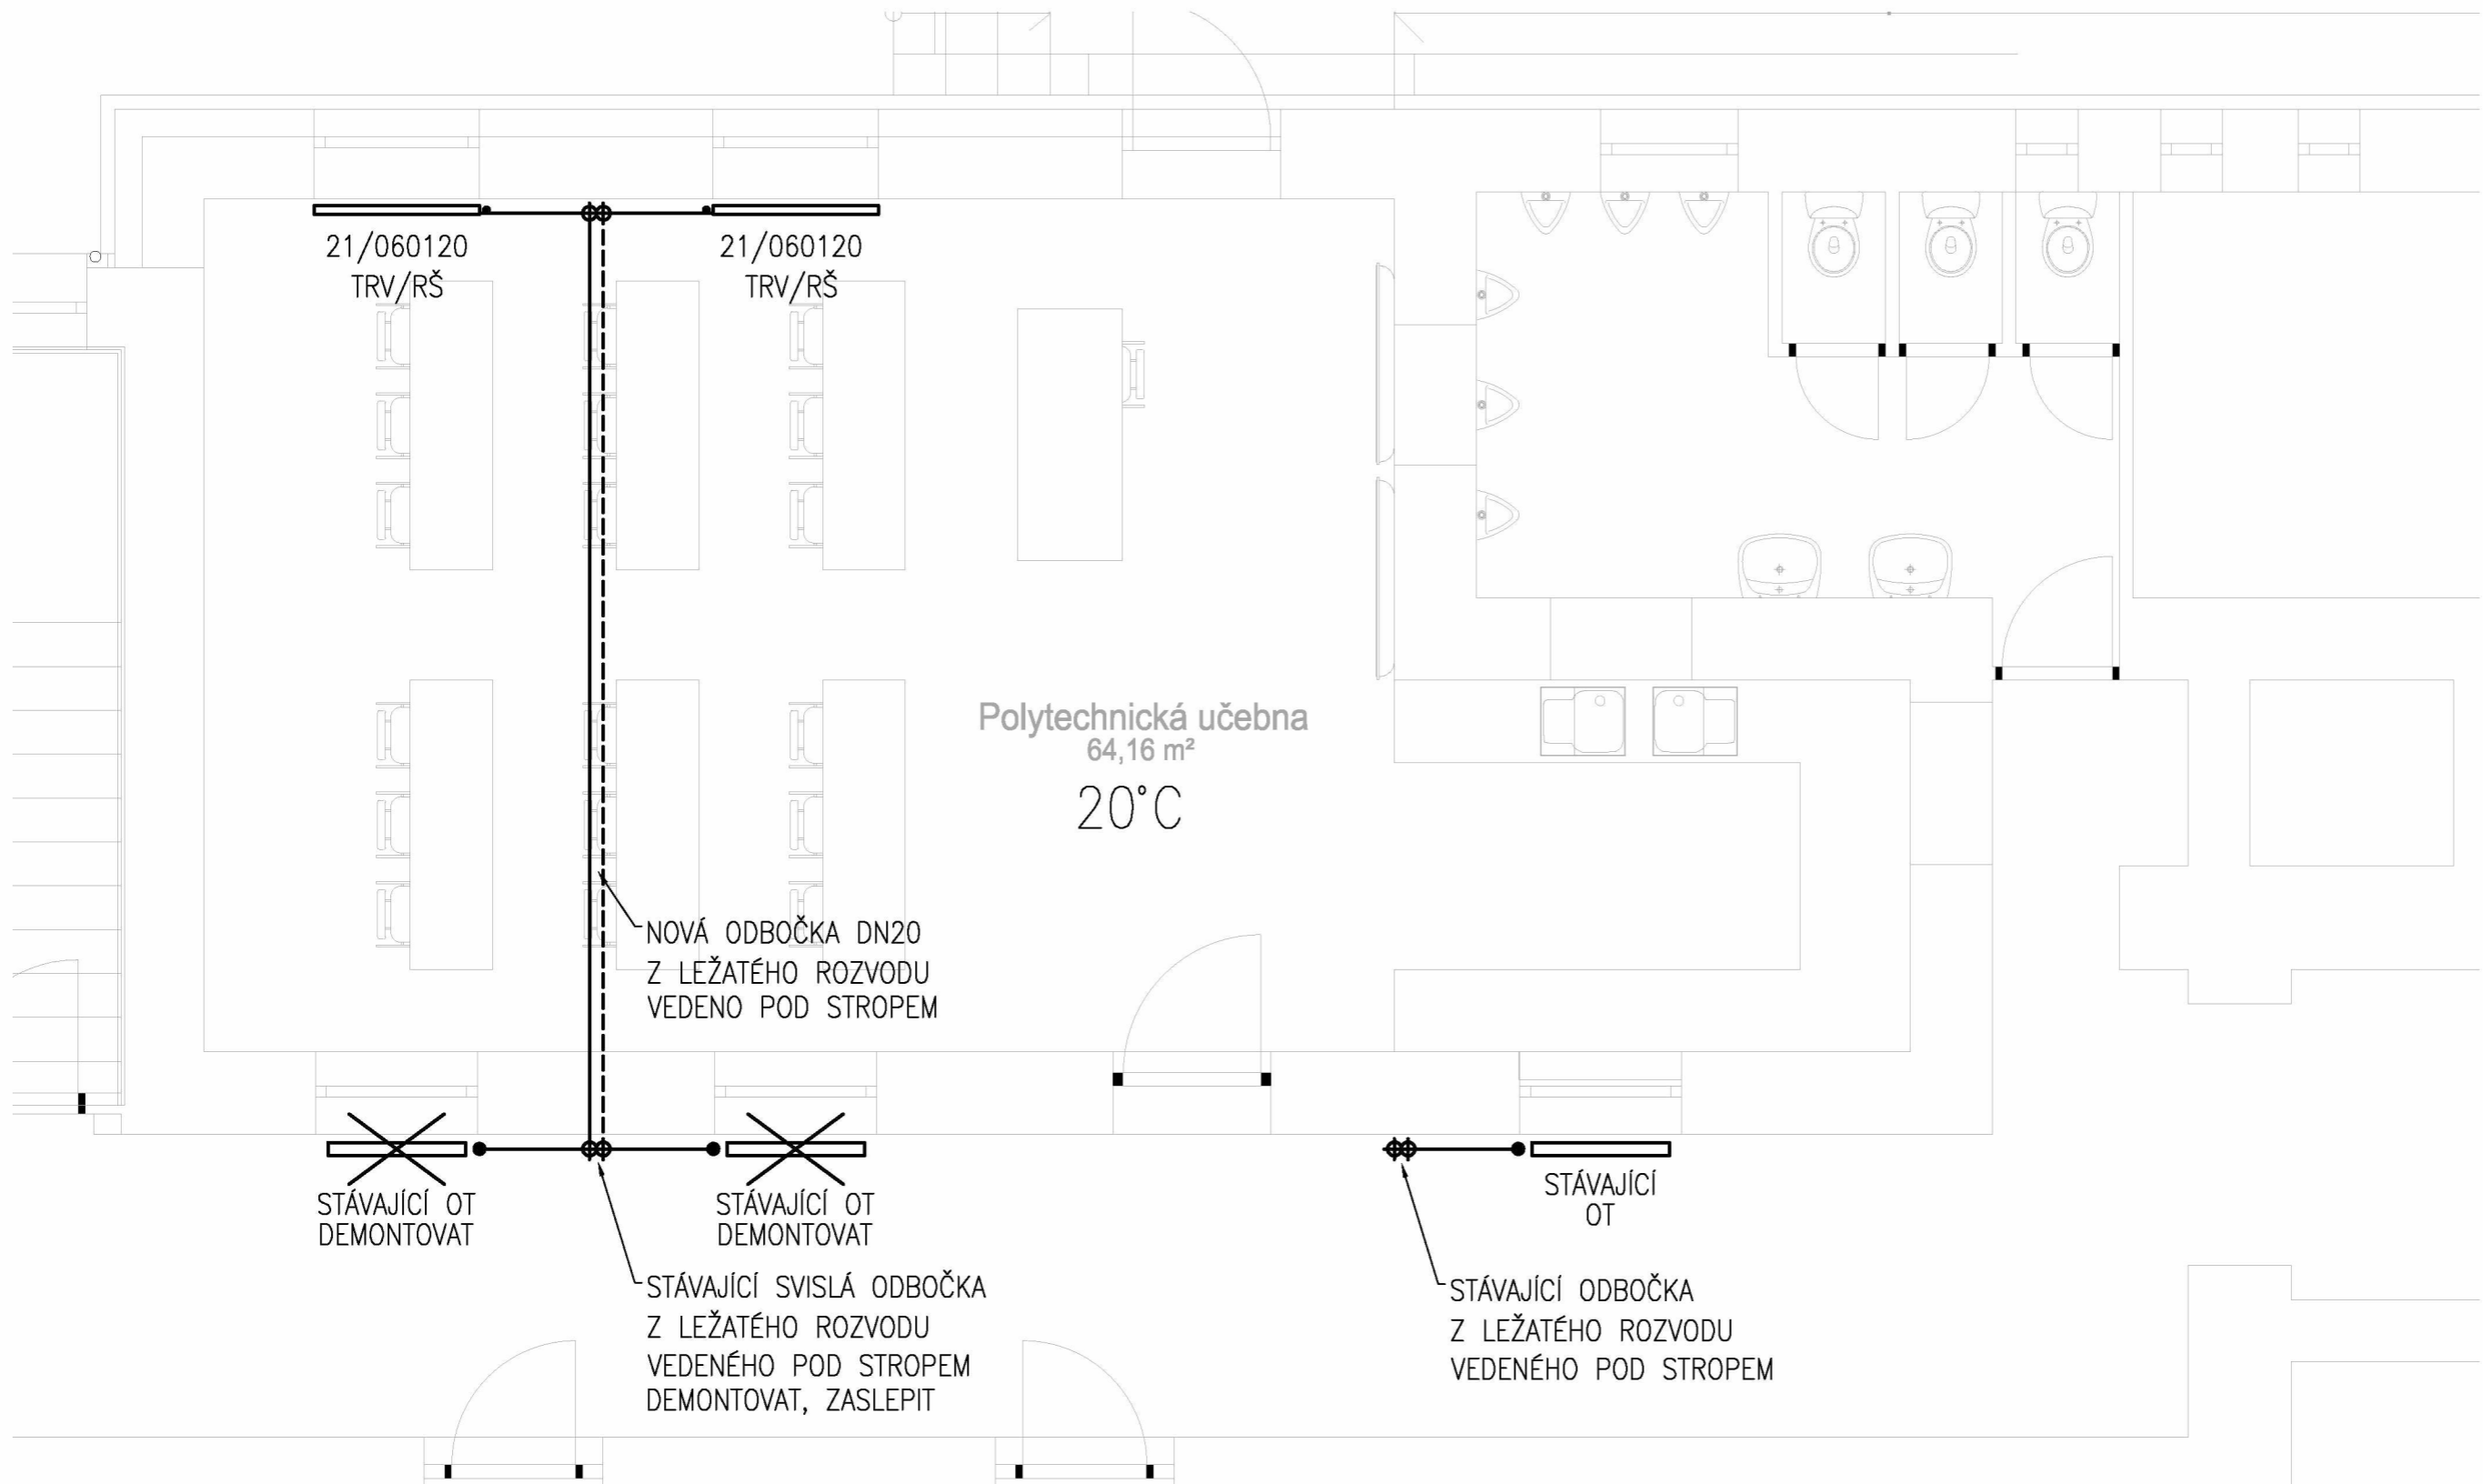 21/060120
TRV/RŠ
21/060120
TRV/RŠ
Polytechnická učebna
64,16 m²
20°C
NOVÁ ODBOČKA DN20
Z LEŽATÉHO ROZVODU
VEDENO POD STROPEM
STÁVAJÍCÍ OT
DEMONTOVAT
STÁVAJÍCÍ OT
DEMONTOVAT
STÁVAJÍCÍ
OT
STÁVAJÍCÍ SVISLÁ ODBOČKA
Z LEŽATÉHO ROZVODU
VEDENÉHO POD STROPEM
DEMONTOVAT, ZASLEPIT
STÁVAJÍCÍ ODBOČKA
Z LEŽATÉHO ROZVODU
VEDENÉHO POD STROPEM